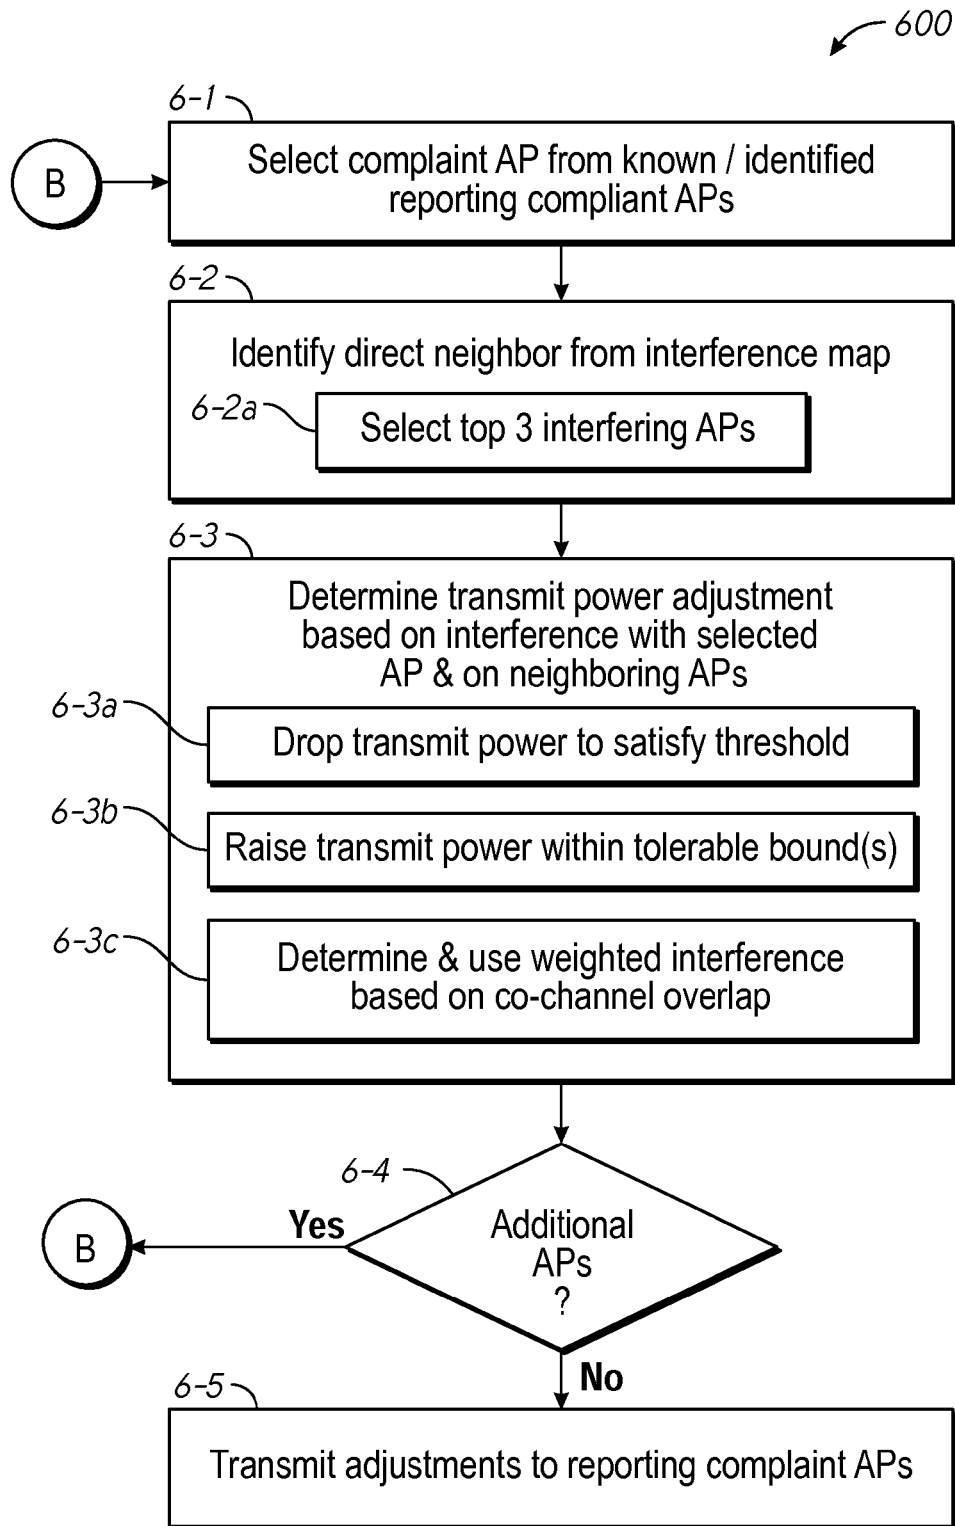 600
6-1
B
Select complaint AP from known / identified
reporting compliant APs
6-2
Identify direct neighbor from interference map
6-2a
Select top 3 interfering APs
6-3
Determine transmit power adjustment
based on interference with selected
AP & on neighboring APs
6-3a
Drop transmit power to satisfy threshold
6-3b
Raise transmit power within tolerable bound(s)
6-3c
Determine & use weighted interference
based on co-channel overlap
6-4
Yes
B
Additional
APs
?
No
6-5
Transmit adjustments to reporting complaint APs